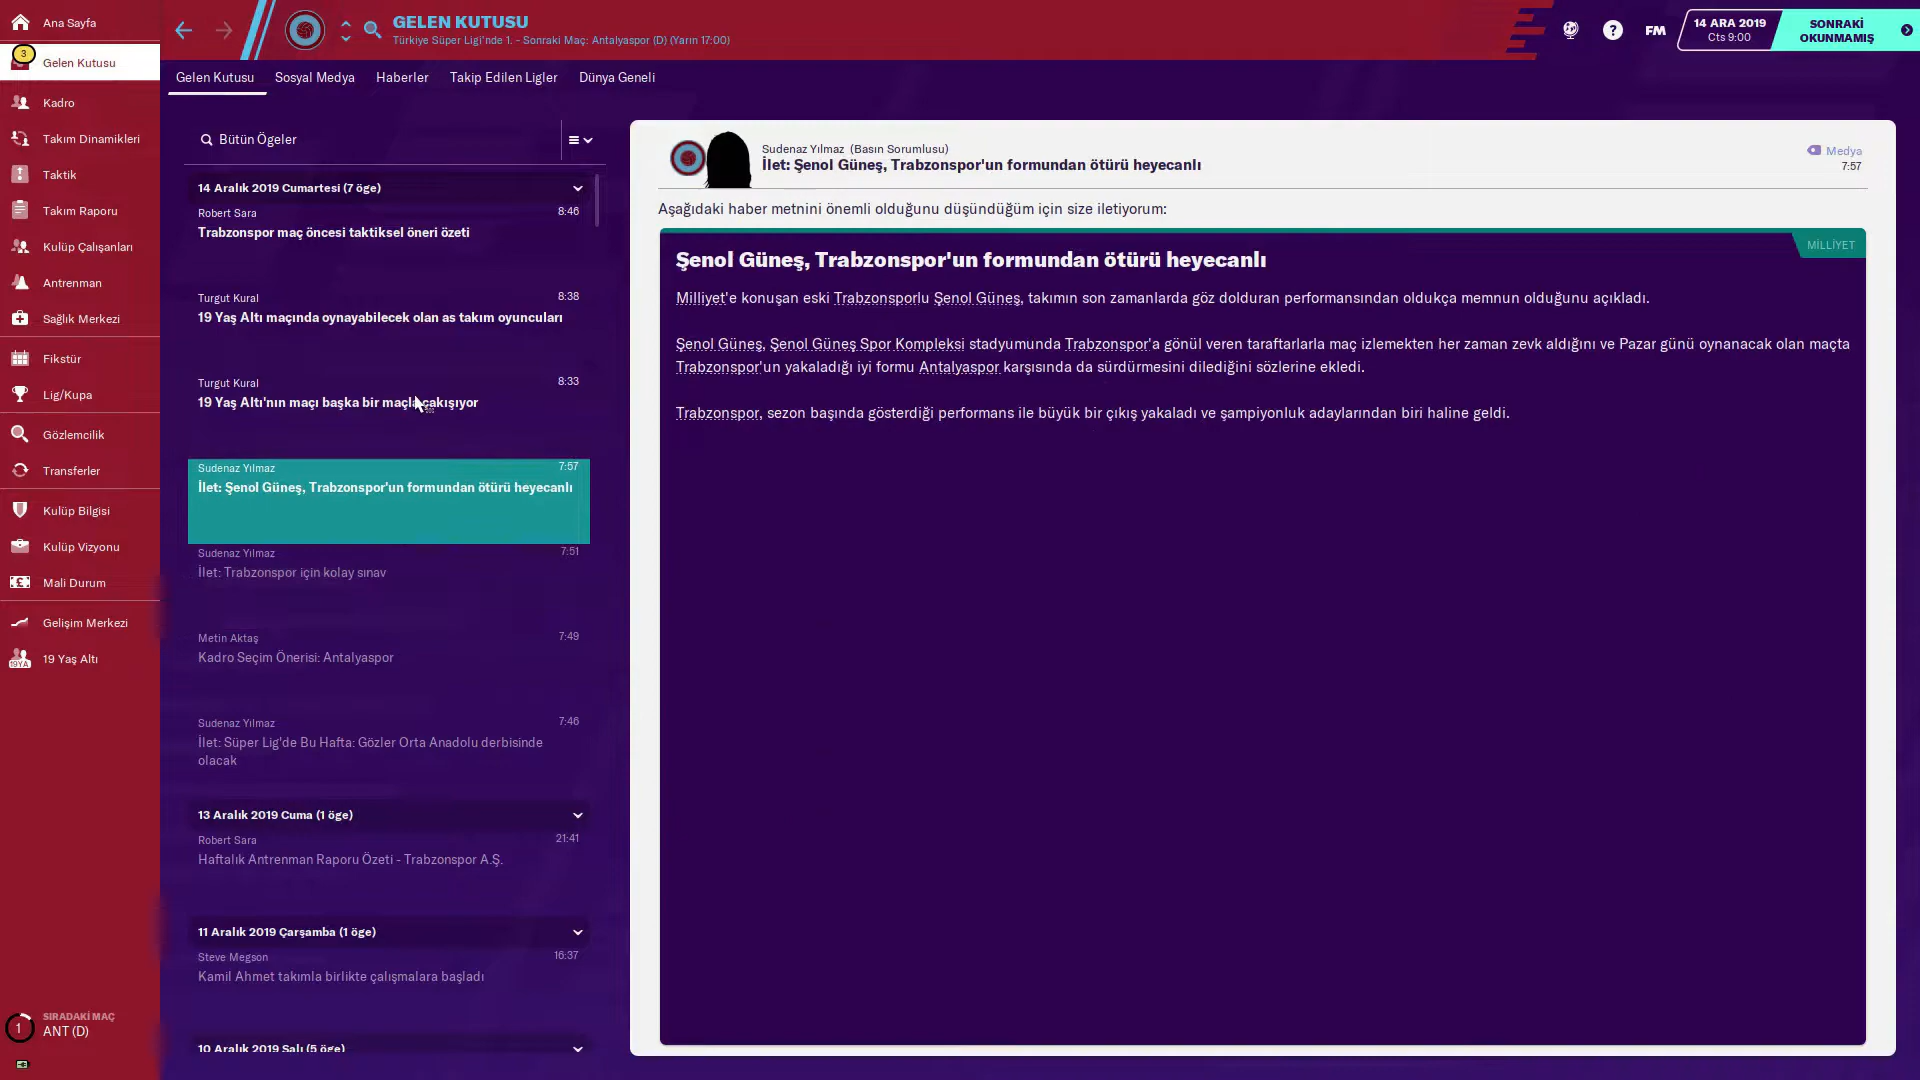 Ana Sayfa
3
Gelen Kutusu
Kadro
Takım Dinamikleri
Taktik
Takım Raporu
Kulüp Çalışanları
Antrenman
Sağlık Merkezi
Fikstür
Lig/Kupa
Gözlemcilik
Transferler
Kulüp Bilgisi
Kulüp Vizyonu
Mali Durum
Gelişim Merkezi
19YA
19 Yaş Altı
1
SIRADAKİ MAÇ
ANT (D)
GELEN KUTUSU
Türkiye Süper Ligi'nde 1. - Sonraki Maç: Antalyaspor (D) (Yarın 17:00)
?
FM
14 ARA 2019
Cts 9:00
SONRAKİ
OKUNMAMIŞ
Gelen Kutusu Sosyal Medya Haberler Takip Edilen Ligler Dünya Geneli
Bütün Ögeler
14 Aralık 2019 Cumartesi (7 öge)
Robert Sara 8:46
Trabzonspor maç öncesi taktiksel öneri özeti
Turgut Kural 8:38
19 Yaş Altı maçında oynayabilecek olan as takım oyuncuları
Turgut Kural 8:33
19 Yaş Altı'nın maçı başka bir maçla çakışıyor
Sudenaz Yılmaz 7:57
İlet: Şenol Güneş, Trabzonspor'un formundan ötürü heyecanlı
Sudenaz Yılmaz 7:51
İlet: Trabzonspor için kolay sınav
Metin Aktaş 7:49
Kadro Seçim Önerisi: Antalyaspor
Sudenaz Yılmaz 7:46
İlet: Süper Lig'de Bu Hafta: Gözler Orta Anadolu derbisinde
olacak
13 Aralık 2019 Cuma (1 öge)
Robert Sara 21:41
Haftalık Antrenman Raporu Özeti - Trabzonspor A.Ş.
11 Aralık 2019 Çarşamba (1 öge)
Steve Megson 16:37
Kamil Ahmet takımla birlikte çalışmalara başladı
10 Aralık 2019 Salı (5 öge)
Sudenaz Yılmaz (Basın Sorumlusu)
İlet: Şenol Güneş, Trabzonspor'un formundan ötürü heyecanlı
Medya
7:57
Aşağıdaki haber metnini önemli olduğunu düşündüğüm için size iletiyorum:
MİLLİYET
Şenol Güneş, Trabzonspor'un formundan ötürü heyecanlı
Milliyet'e konuşan eski Trabzonsporlu Şenol Güneş, takımın son zamanlarda göz dolduran performansından oldukça memnun olduğunu açıkladı.
Şenol Güneş, Şenol Güneş Spor Kompleksi stadyumunda Trabzonspor'a gönül veren taraftarlarla maç izlemekten her zaman zevk aldığını ve Pazar günü oynanacak olan maçta
Trabzonspor'un yakaladığı iyi formu Antalyaspor karşısında da sürdürmesini dilediğini sözlerine ekledi.
Trabzonspor, sezon başında gösterdiği performans ile büyük bir çıkış yakaladı ve şampiyonluk adaylarından biri haline geldi.